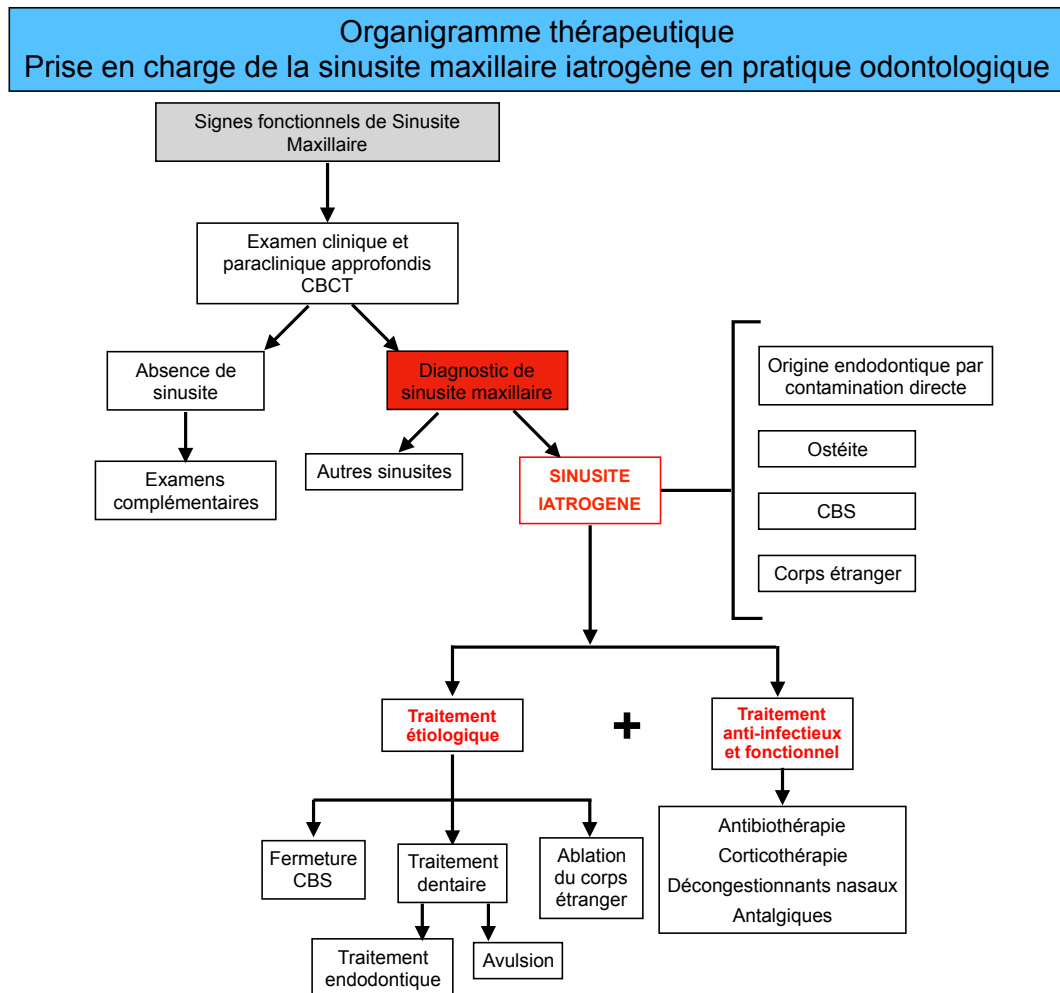 Organigramme thérapeutique
Prise en charge de la sinusite maxillaire iatrogène en pratique odontologique
Signes fonctionnels de Sinusite
Maxillaire
Examen clinique et
paraclinique approfondis
CBCT
Absence de
sinusite
Diagnostic de
sinusite maxillaire
Examens
complémentaires
Autres sinusites
SINUSITE
IATROGENE
Origine endodontique par
contamination directe
Ostéite
CBS
Corps étranger
Traitement
étiologique
+
Traitement
anti-infectieux
et fonctionnel
Fermeture
CBS
Traitement
dentaire
Ablation
du corps
étranger
Antibiothérapie
Corticothérapie
Décongestionnants nasaux
Antalgiques
Traitement
endodontique
Avulsion